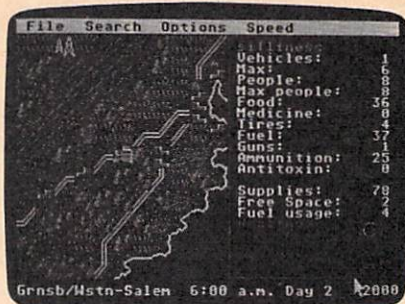 File Search Options Speed
silliness
Vehicles: 1
Max: 6
People: 8
Max people: 8
Food: 36
Medicine: 0
Tires: 4
Fuel: 37
Guns: 1
Ammunition: 25
Antitoxin: 0
Supplies: 78
Free Space: 2
Fuel usage: 4
Grnsb/Wstn-Salem 6:00 a.m. Day 2 2000